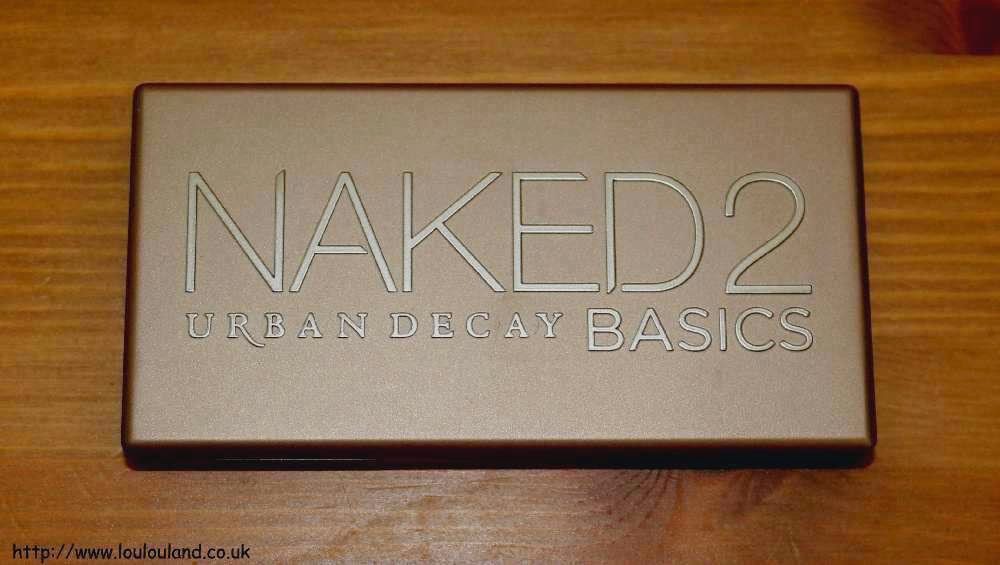 NAKED2
URBAN DECAY BASICS
http://www.loulouland.co.uk